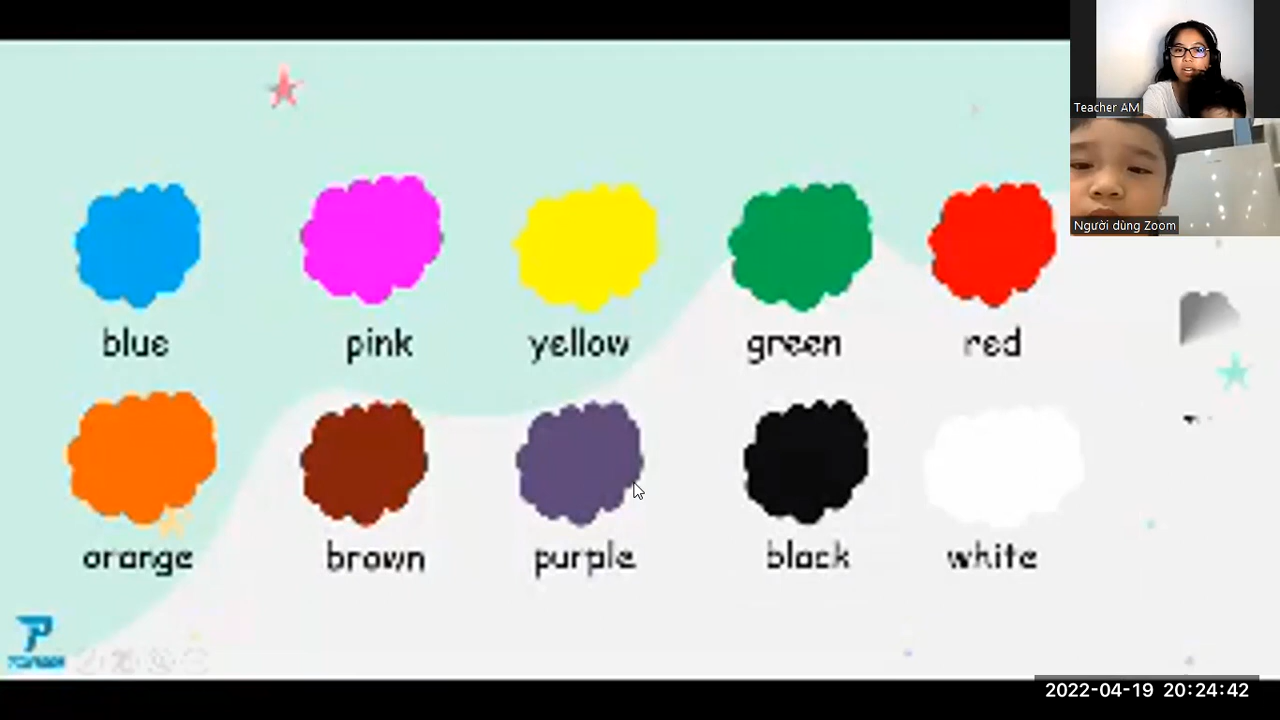 Teacher AM
Người dùng Zoom
blue pink yellow green red
orange brown purple black white
2022-04-19 20:24:42